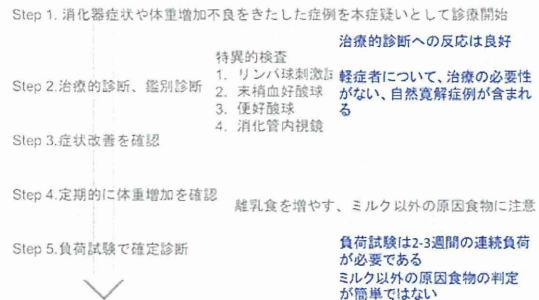 Step 1. 消化器症状や体重増加不良をきたした症例を本症疑いとして診療開始
治療的診断への反応は良好
特異的検査
1. リンパ球刺激試
Step 2.治療的診断、鑑別診断
2. 末梢血好酸球
3. 便好酸球
4. 消化管内視鏡
軽症者について、治療の必要性
がない、自然寛解症例が含まれ
る
Step 3.症状改善を確認
Step 4.定期的に体重増加を確認
離乳食を増やす、ミルク以外の原因食物に注意
Step 5.負荷試験で確定診断
負荷試験は2-3週間の連続負荷
が必要である
ミルク以外の原因食物の判定
が簡単ではない